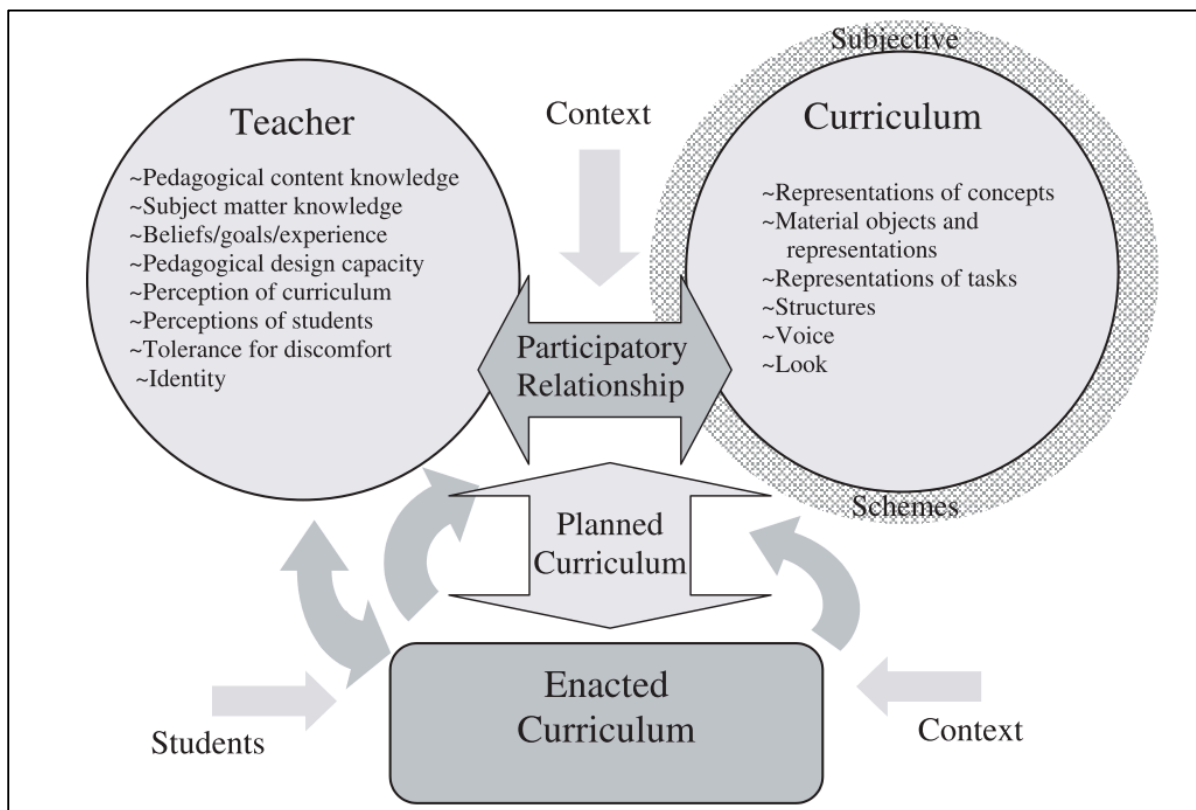 Teacher
~Pedagogical content knowledge
~Subject matter knowledge
~Beliefs/goals/experience
~Pedagogical design capacity
~Perception of curriculum
~Perceptions of students
~Tolerance for discomfort
~Identity
Context
Subjective
Curriculum
~Representations of concepts
~Material objects and
representations
~Representations of tasks
~Structures
~Voice
~Look
Schemes
Participatory
Relationship
Planned
Curriculum
Enacted
Curriculum
Students
Context